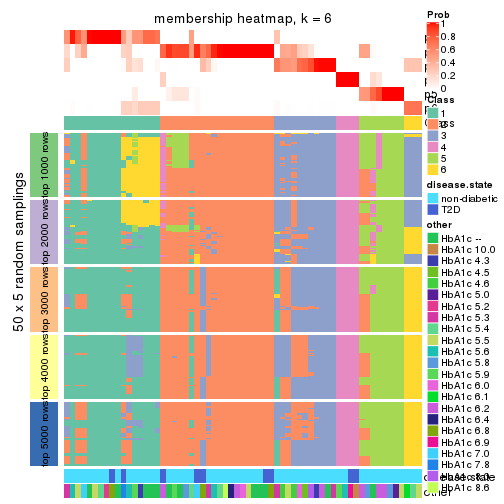 membership heatmap, k = 6
50 x 5 random samplings
top 1000 rows
top 2000 rows
top 3000 rows
top 4000 rows
top 5000 rows
Prob
1
0.8
0.6
0.4
0.2
0
Class
1
2
3
4
5
6
disease.state
non-diabetic
T2D
other
HbA1c --
HbA1c 10.0
HbA1c 4.3
HbA1c 4.5
HbA1c 4.6
HbA1c 5.0
HbA1c 5.2
HbA1c 5.3
HbA1c 5.4
HbA1c 5.5
HbA1c 5.6
HbA1c 5.8
HbA1c 5.9
HbA1c 6.0
HbA1c 6.1
HbA1c 6.2
HbA1c 6.4
HbA1c 6.8
HbA1c 6.9
HbA1c 7.0
HbA1c 7.8
HbA1c 8.6
disease.state
other